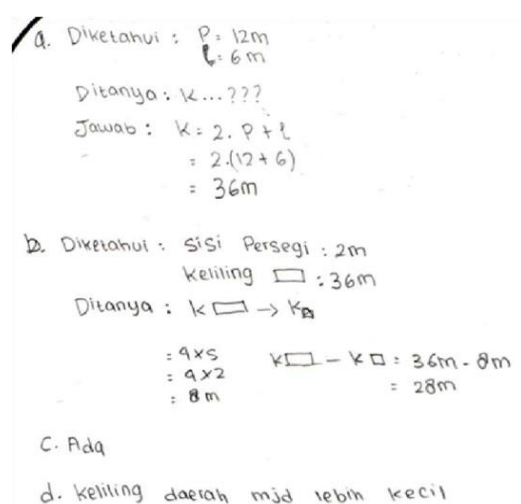 a. Diketahui : P = 12m
l = 6m
Ditanya : K...???
Jawab : K = 2. P + l
= 2.(12 + 6)
= 36m
b. Diketahui : Sisi Persegi : 2m
Keliling ▭ : 36m
Ditanya : K ▭ → K□
: 4×S
: 4×2
: 8m
K▭ – K□ : 36m - 8m
= 28m
C. Ada
d. Keliling daerah mjd lebih kecil